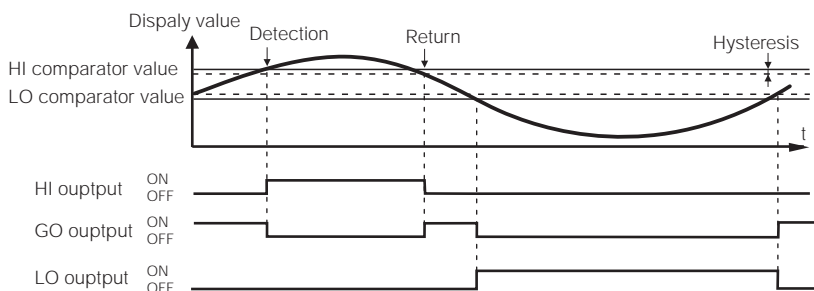 Dispaly value
Detection
Return
Hysteresis
HI comparator value
LO comparator value
t
HI ouptput ON
OFF
GO ouptput ON
OFF
LO ouptput ON
OFF